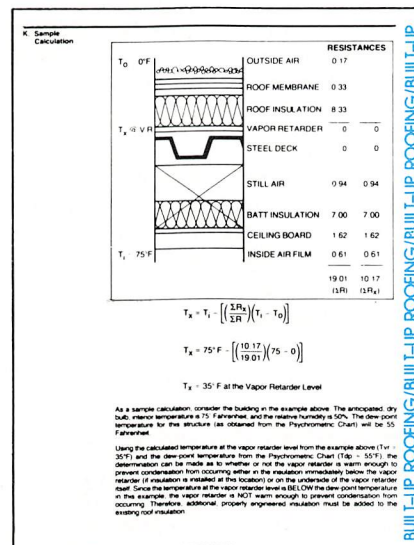 K. Sample
Calculation
RESISTANCES
T₀ 0°F OUTSIDE AIR 0.17
ROOF MEMBRANE 0.33
ROOF INSULATION 8.33
Tₓ @ V.R. VAPOR RETARDER 0 0
STEEL DECK 0 0
STILL AIR 0.94 0.94
BATT INSULATION 7.00 7.00
CEILING BOARD 1.62 1.62
Tᵢ 75°F INSIDE AIR FILM 0.61 0.61
19.01 10.17
(ΣR) (ΣRₓ)
Tₓ = Tᵢ - [(ΣRₓ/ΣR)(Tᵢ - T₀)]
Tₓ = 75°F - [(10.17/19.01)(75 - 0)]
Tₓ = 35°F at the Vapor Retarder Level
As a sample calculation, consider the building in the example above. The anticipated, dry
bulb, interior temperature is 75 Fahrenheit, and the relative humidity is 50%. The dew-point
temperature for this structure (as obtained from the Psychrometric Chart) will be 55
Fahrenheit.
Using the calculated temperature at the vapor retarder level from the example above (Tvr =
35°F) and the dew-point temperature from the Psychrometric Chart (Tdp = 55°F), the
determination can be made as to whether or not the vapor retarder is warm enough to
prevent condensation from occurring either in the insulation immediately below the vapor
retarder (if insulation is installed at this location) or on the underside of the vapor retarder
itself. Since the temperature at the vapor retarder level is BELOW the dew-point temperature
in this example, the vapor retarder is NOT warm enough to prevent condensation from
occurring. Therefore, additional, properly engineered insulation must be added to the
existing roof insulation.
BUILT-UP ROOFING/BUILT-UP ROOFING/BUILT-UP ROOFING/BUILT-UP